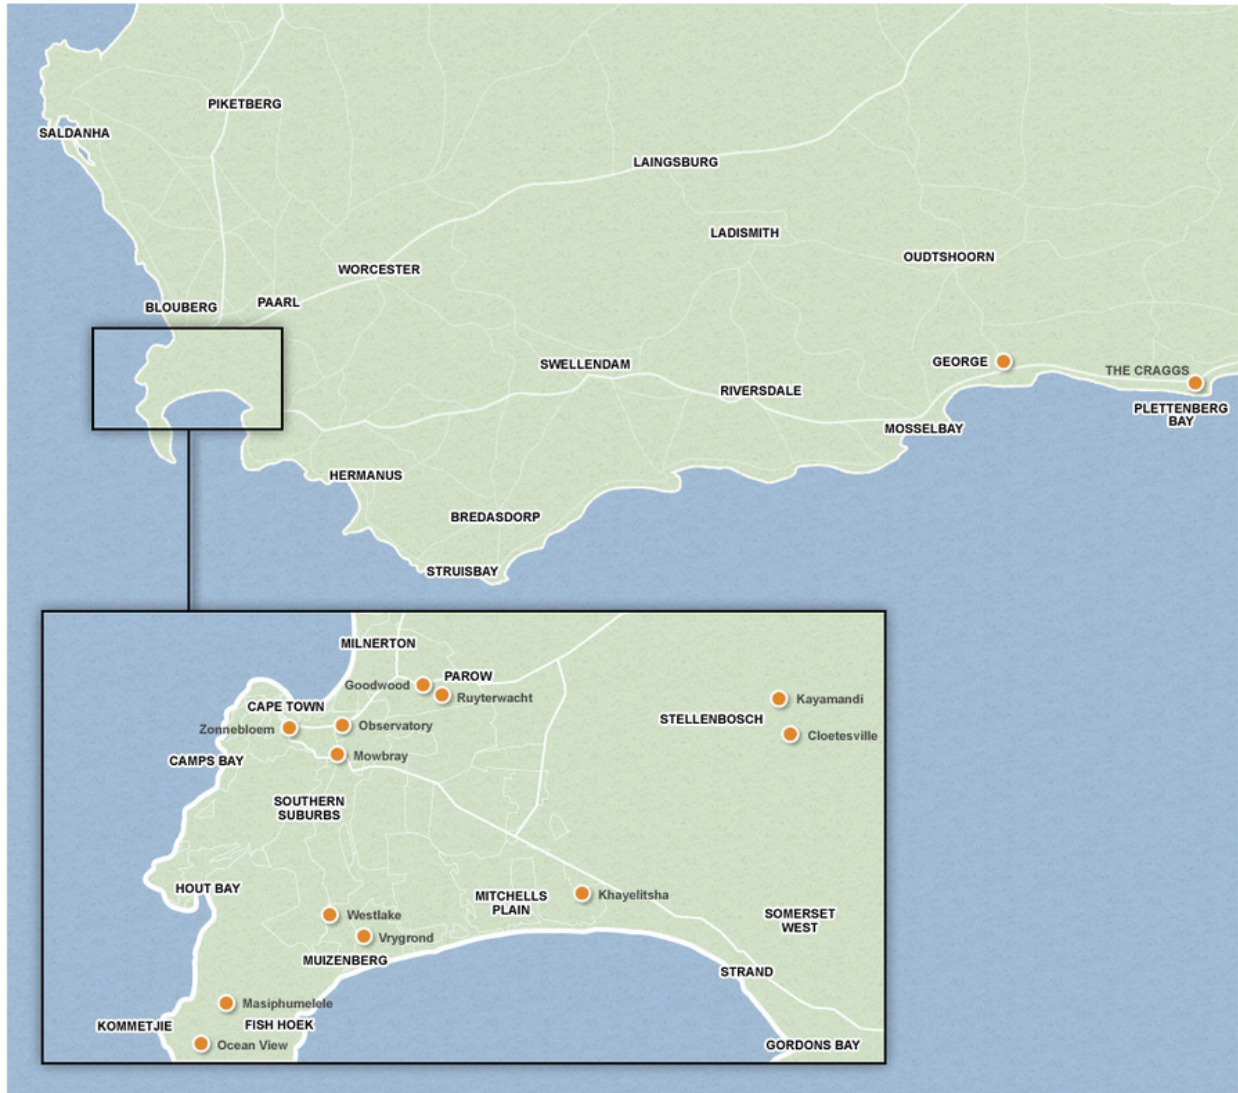 PIKETBERG
SALDANHA
LAINGSBURG
LADISMITH
OUDTSHOORN
WORCESTER
PAARL
BLOUBERG
SWELLENDAM
GEORGE
THE CRAGGS
RIVERSDALE
PLETTENBERG
BAY
MOSSELBAY
HERMANUS
BREDASDORP
STRUISBAY
MILNERTON
PAROW
Goodwood
Ruyterwacht
Kayamandi
CAPE TOWN
STELLENBOSCH
Zonnebloem
Observatory
Cloetesville
Mowbray
CAMPS BAY
SOUTHERN
SUBURBS
HOUT BAY
MITCHELLS
PLAIN
Khayelitsha
Westlake
SOMERSET
WEST
Vrygrond
MUIZENBERG
STRAND
Masiphumelele
KOMMETJIE
FISH HOEK
Ocean View
GORDONS BAY